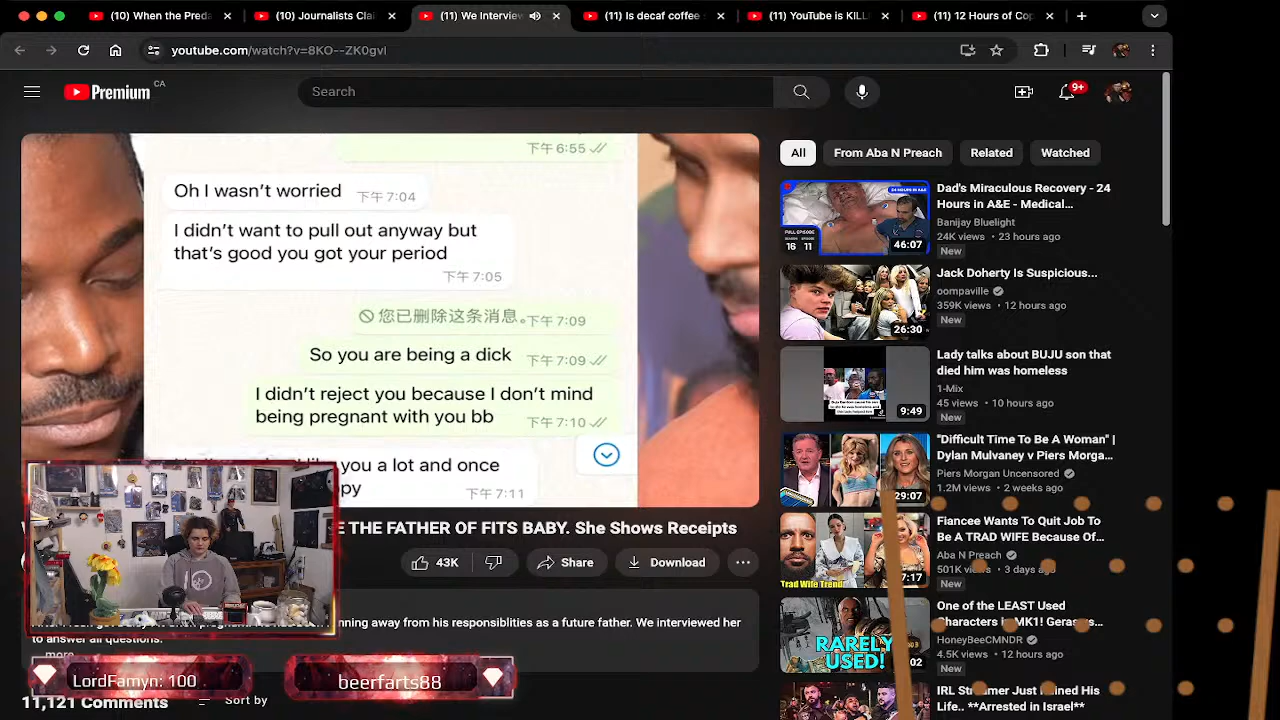 (10) When the Preda
(10) Journalists Clai
(11) We Interview
(11) Is decaf coffee
(11) YouTube is KILL
(11) 12 Hours of Cop
youtube.com/watch?v=8KO--ZK0gvI
Premium CA
Search
9+
下午 6:55
Oh I wasn't worried 下午 7:04
I didn't want to pull out anyway but
that's good you got your period
下午 7:05
您已删除这条消息。下午 7:09
So you are being a dick 下午 7:09
I didn't reject you because I don't mind
being pregnant with you bb 下午 7:10
you a lot and once
下午 7:11
E THE FATHER OF FITS BABY. She Shows Receipts
43K
Share
Download
nning away from his responsiblities as a future father. We interviewed her
to answer all questions.
more
LordFamyn: 100
beerfarts88
11,121 Comments
Sort by
All
From Aba N Preach
Related
Watched
24 HOURS IN A&E
FULL EPISODE
16 11
46:07
Dad's Miraculous Recovery - 24
Hours in A&E - Medical...
Banijay Bluelight
24K views • 23 hours ago
New
26:30
Jack Doherty Is Suspicious...
oompaville
359K views • 12 hours ago
New
9:49
Lady talks about BUJU son that
died him was homeless
1-Mix
45 views • 10 hours ago
New
29:07
"Difficult Time To Be A Woman" |
Dylan Mulvaney v Piers Morga...
Piers Morgan Uncensored
1.2M views • 2 weeks ago
Trad Wife Trend
7:17
Fiancee Wants To Quit Job To
Be A TRAD WIFE Because Of...
Aba N Preach
501K views • 3 days ago
New
RARELY
USED!
02
One of the LEAST Used
Characters in MK1! Geras
HoneyBeeCMNDR
4.5K views • 12 hours ago
New
IRL Streamer Just Ruined His
Life.. **Arrested in Israel**